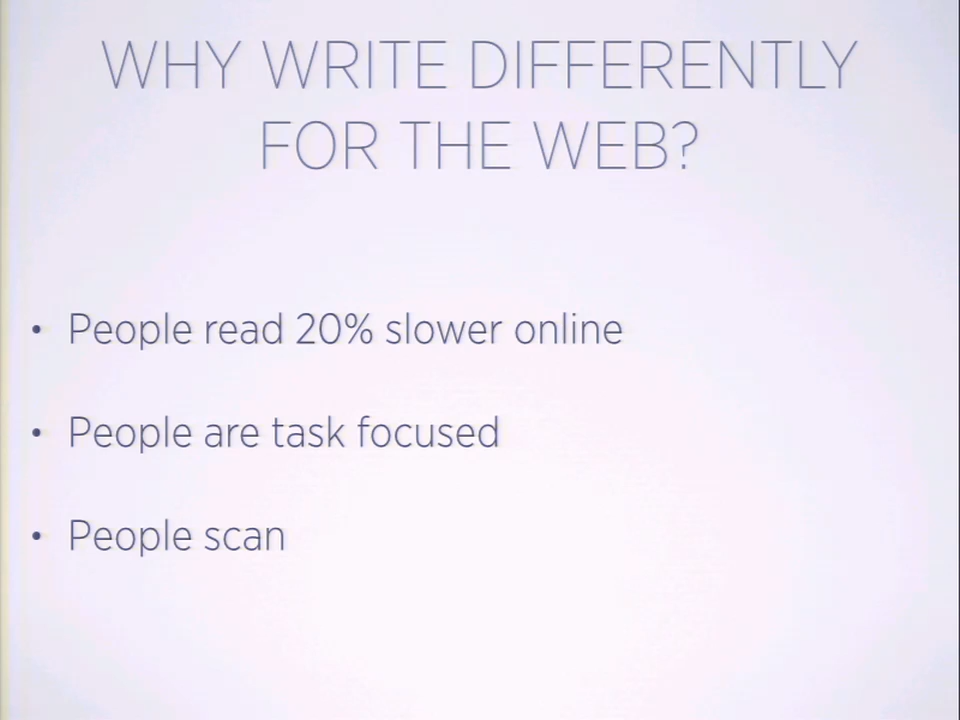 WHY WRITE DIFFERENTLY
FOR THE WEB?
• People read 20% slower online
• People are task focused
• People scan